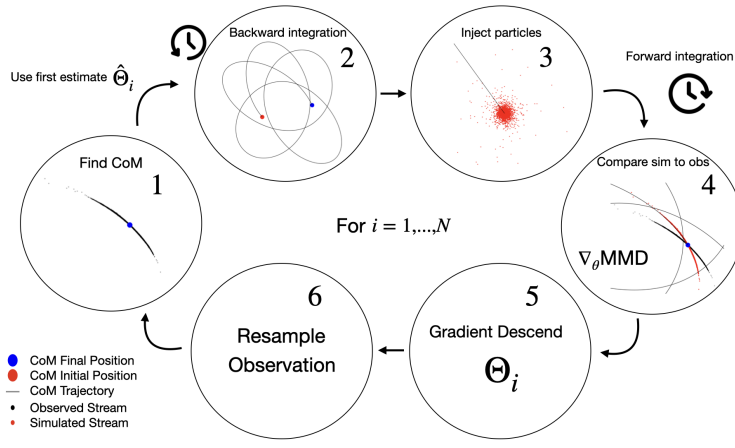 Use first estimate Θ̂ᵢ
Find CoM
1
Backward integration
2
Inject particles
3
Forward integration
Compare sim to obs
4
∇θMMD
5
Gradient Descend
Θᵢ
6
Resample
Observation
For i = 1,...,N
CoM Final Position
CoM Initial Position
CoM Trajectory
Observed Stream
Simulated Stream